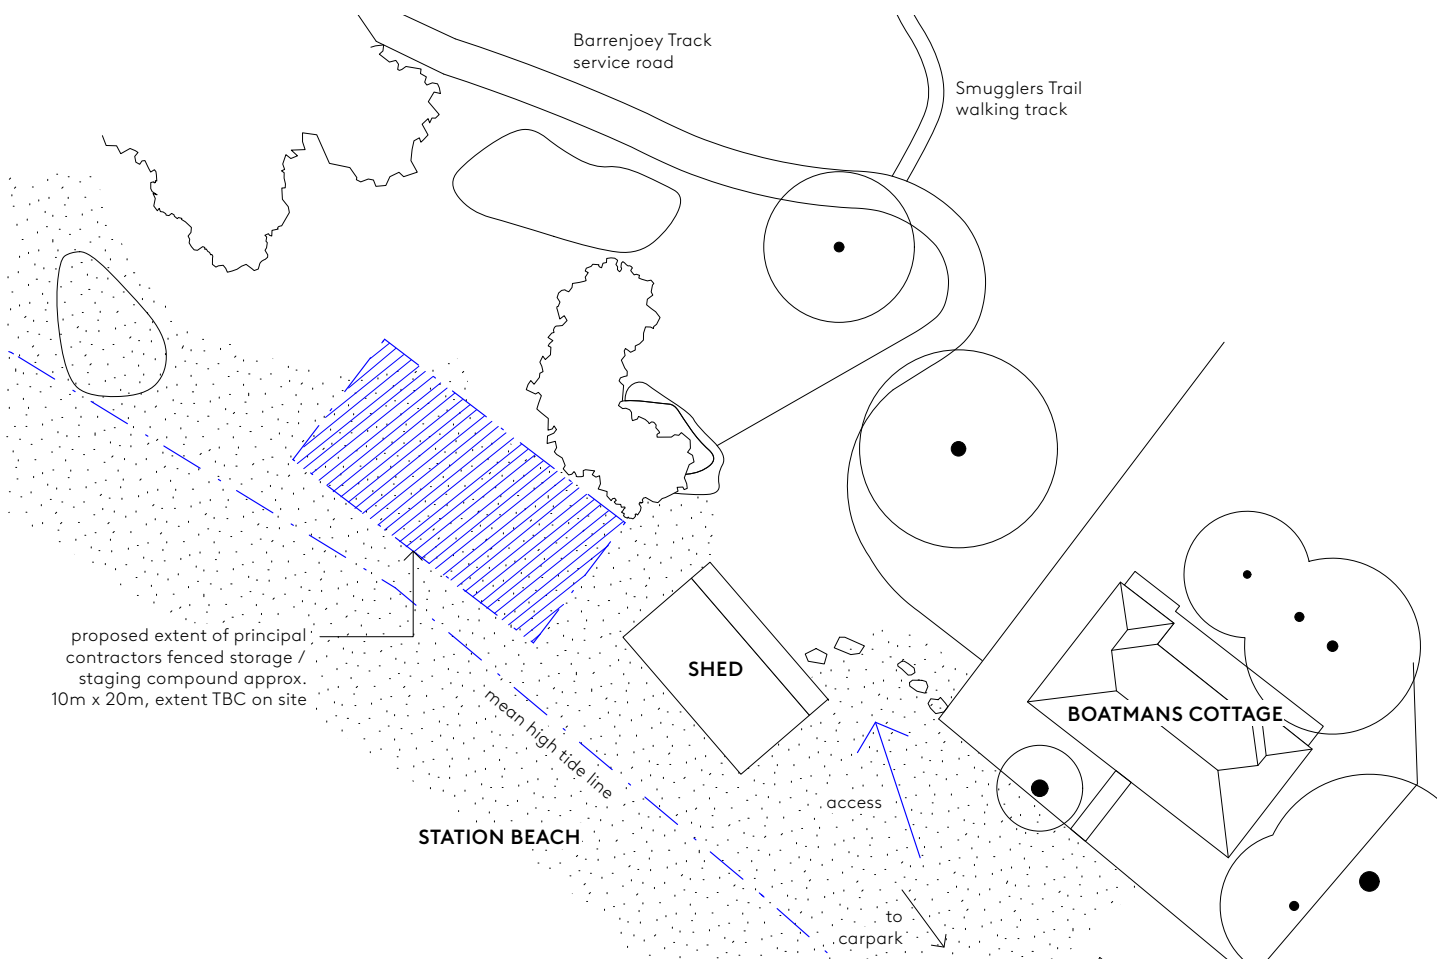 Barrenjoey Track
service road
Smugglers Trail
walking track
proposed extent of principal
contractors fenced storage /
staging compound approx.
10m x 20m, extent TBC on site
SHED
BOATMANS COTTAGE
mean high tide line
access
STATION BEACH
to
carpark